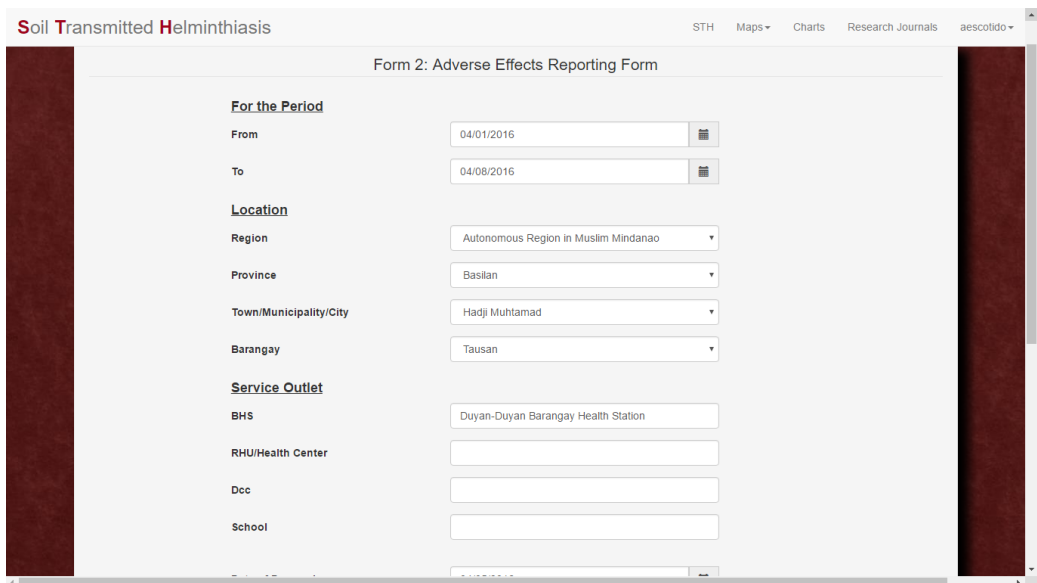 Soil Transmitted Helminthiasis STH Maps Charts Research Journals aescotido
Form 2: Adverse Effects Reporting Form
For the Period
From 04/01/2016
To 04/08/2016
Location
Region Autonomous Region in Muslim Mindanao
Province Basilan
Town/Municipality/City Hadji Muhtamad
Barangay Tausan
Service Outlet
BHS Duyan-Duyan Barangay Health Station
RHU/Health Center
Dcc
School